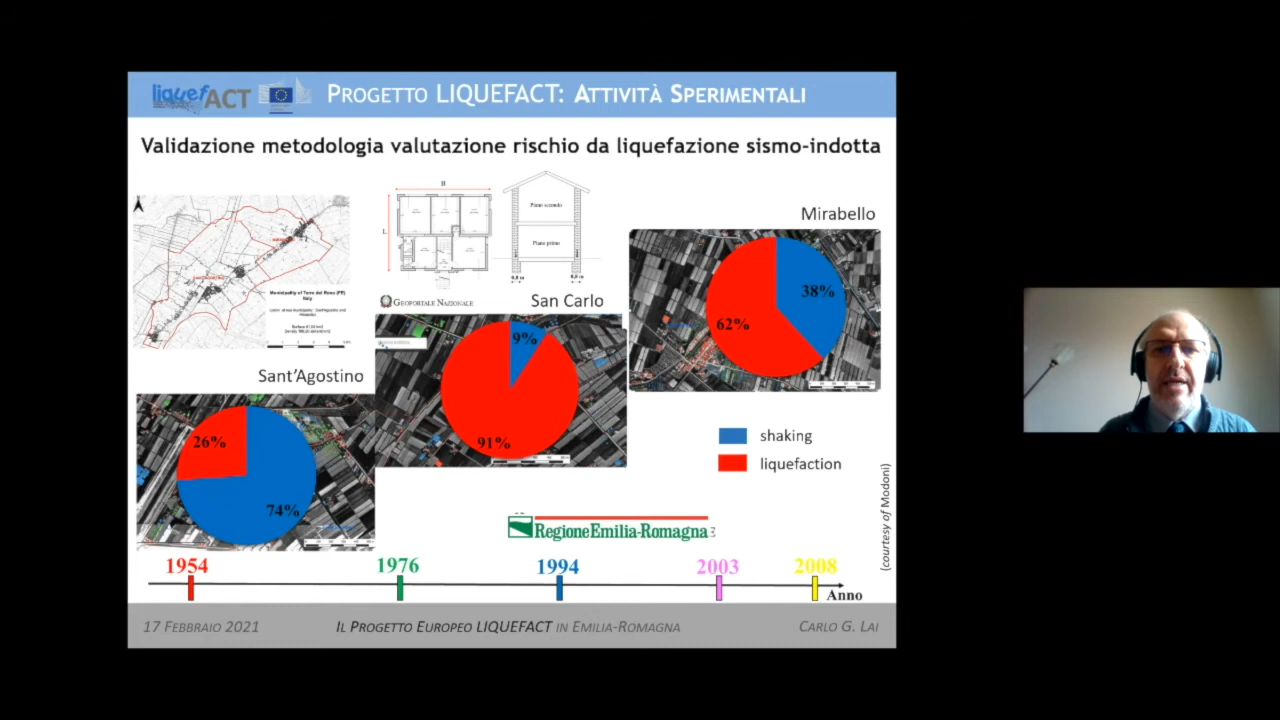 liquefACT
PROGETTO LIQUEFACT: ATTIVITÀ SPERIMENTALI
Validazione metodologia valutazione rischio da liquefazione sismo-indotta
B
L
Piano secondo
Piano primo
Mirabello
38%
62%
GEOPORTALE NAZIONALE
San Carlo
9%
91%
Sant'Agostino
26%
74%
shaking
liquefaction
(courtesy of Modoni)
RegioneEmilia-Romagna
3
1954
1976
1994
2003
2008
Anno
17 FEBBRAIO 2021
IL PROGETTO EUROPEO LIQUEFACT IN EMILIA-ROMAGNA
CARLO G. LAI